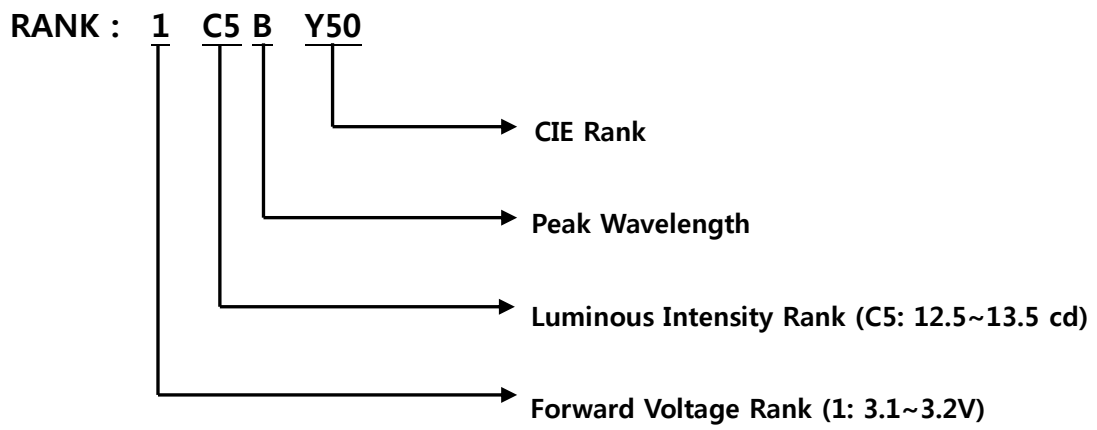 RANK : 1 C5 B Y50
CIE Rank
Peak Wavelength
Luminous Intensity Rank (C5: 12.5~13.5 cd)
Forward Voltage Rank (1: 3.1~3.2V)